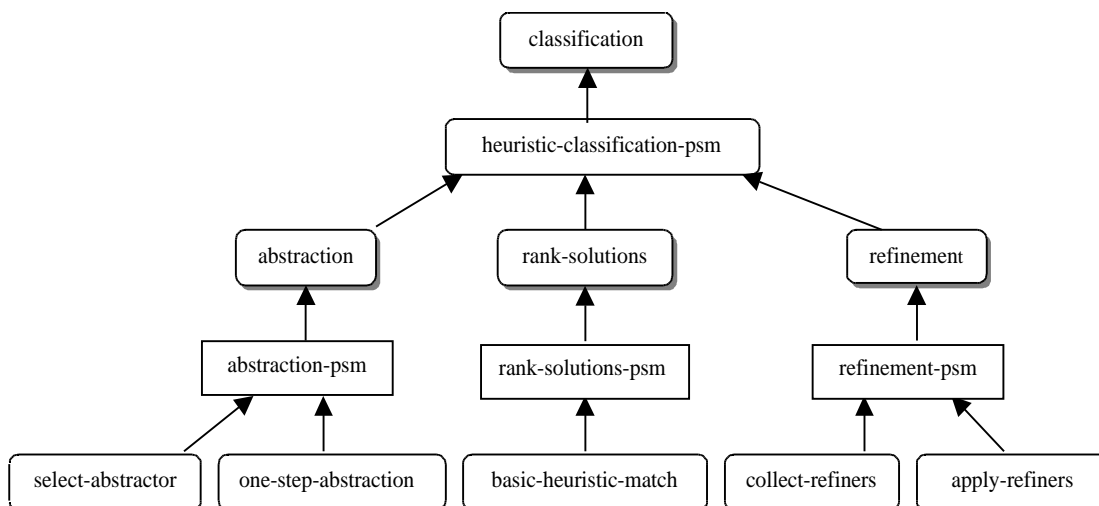 classification
heuristic-classification-psm
abstraction
rank-solutions
refinement
abstraction-psm
rank-solutions-psm
refinement-psm
select-abstractor
one-step-abstraction
basic-heuristic-match
collect-refiners
apply-refiners